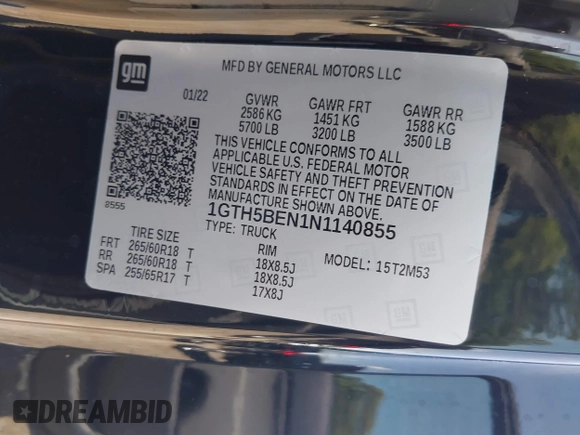 gm
MFD BY GENERAL MOTORS LLC
01/22 GVWR GAWR FRT GAWR RR
2586 KG 1451 KG 1588 KG
5700 LB 3200 LB 3500 LB
THIS VEHICLE CONFORMS TO ALL
APPLICABLE U.S. FEDERAL MOTOR
VEHICLE SAFETY AND THEFT PREVENTION
STANDARDS IN EFFECT ON THE DATE OF
MANUFACTURE SHOWN ABOVE.
8555
1GTH5BEN1N1140855
TYPE: TRUCK
TIRE SIZE RIM MODEL: 15T2M53
FRT 265/60R18 T 18X8.5J
RR 265/60R18 T 18X8.5J
SPA 255/65R17 T 17X8J
DREAMBID